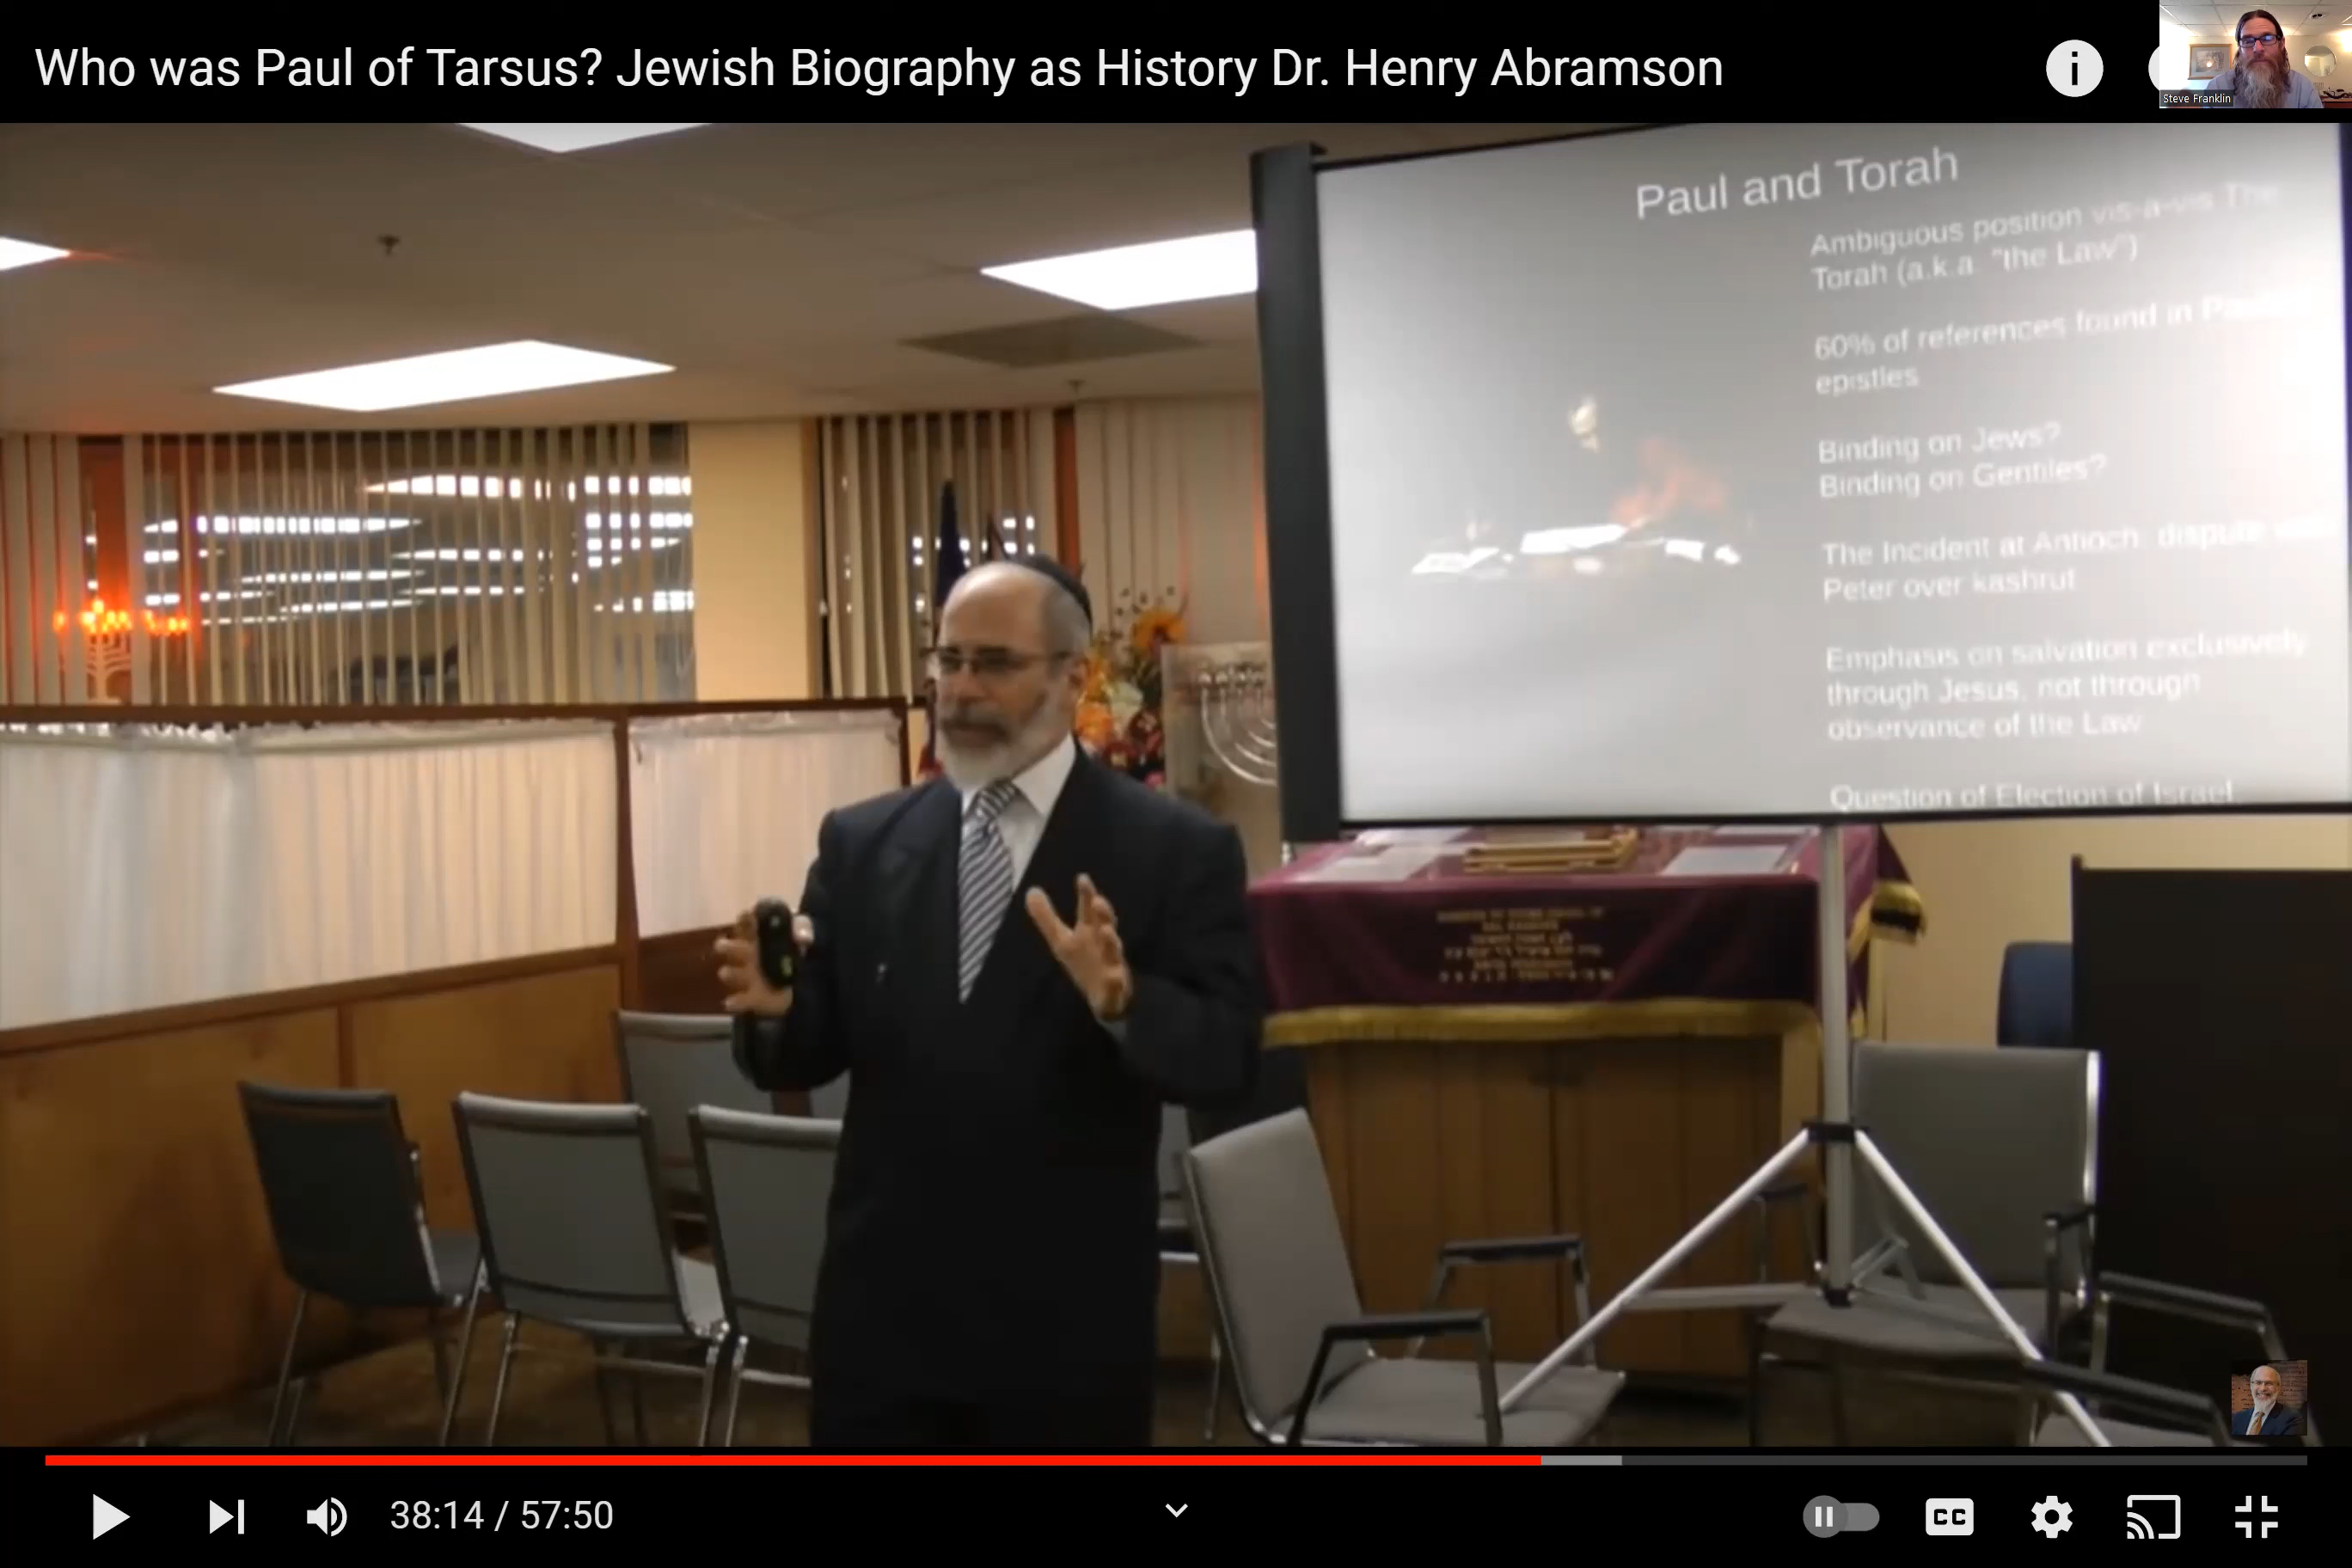 Who was Paul of Tarsus? Jewish Biography as History Dr. Henry Abramson
i
Steve Franklin
Paul and Torah
Ambiguous position vis-a-vis The
Torah (a.k.a. "the Law")
60% of references found in
epistles
Binding on Jews?
Binding on Gentiles?
The Incident at Antioch: dispute
Peter over kashrut
Emphasis on salvation exclusively
through Jesus, not through
observance of the Law
Question of Election of Israel
38:14 / 57:50
CC